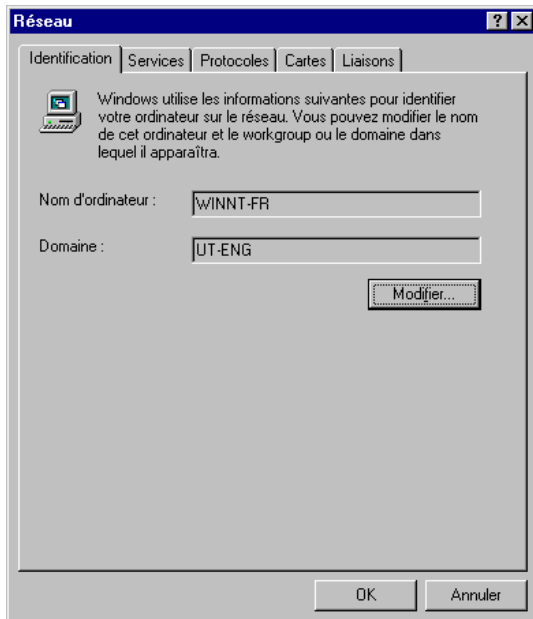 Réseau
Identification Services Protocoles Cartes Liaisons
Windows utilise les informations suivantes pour identifier
votre ordinateur sur le réseau. Vous pouvez modifier le nom
de cet ordinateur et le workgroup ou le domaine dans
lequel il apparaîtra.
Nom d'ordinateur : WINNT-FR
Domaine : UT-ENG
Modifier...
OK Annuler